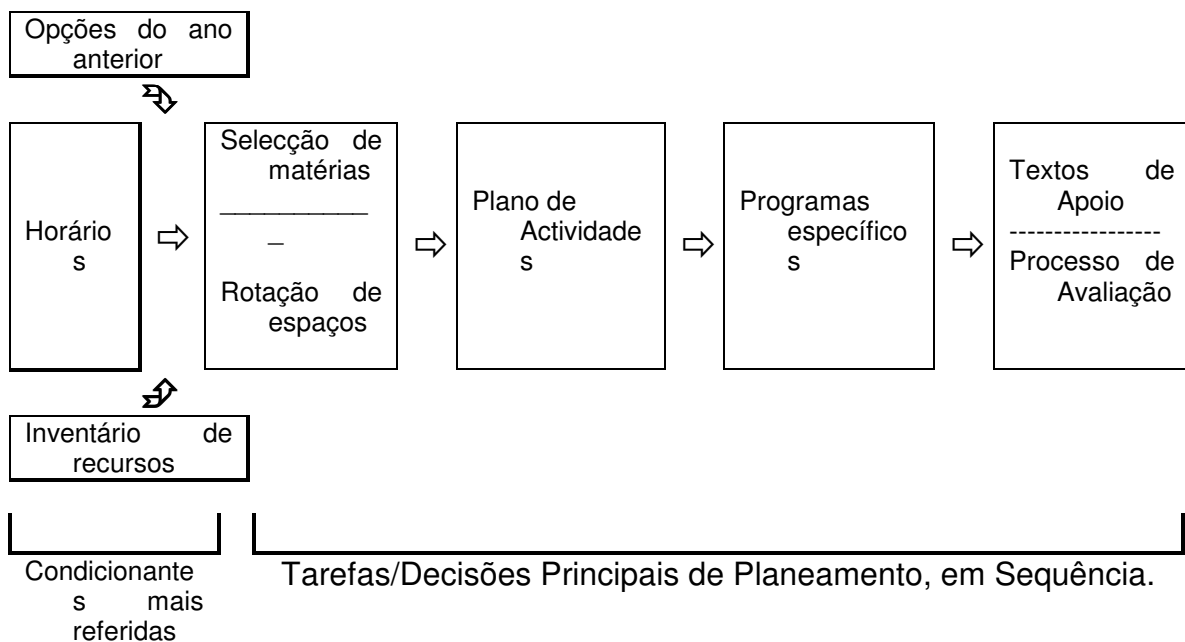 Opções do ano
anterior
Horário
s
Selecção de
matérias
__________
_
Rotação de
espaços
Plano de
Actividade
s
Programas
específico
s
Textos de
Apoio
-----------------
Processo de
Avaliação
Inventário de
recursos
Condicionante
s mais
referidas
Tarefas/Decisões Principais de Planeamento, em Sequência.